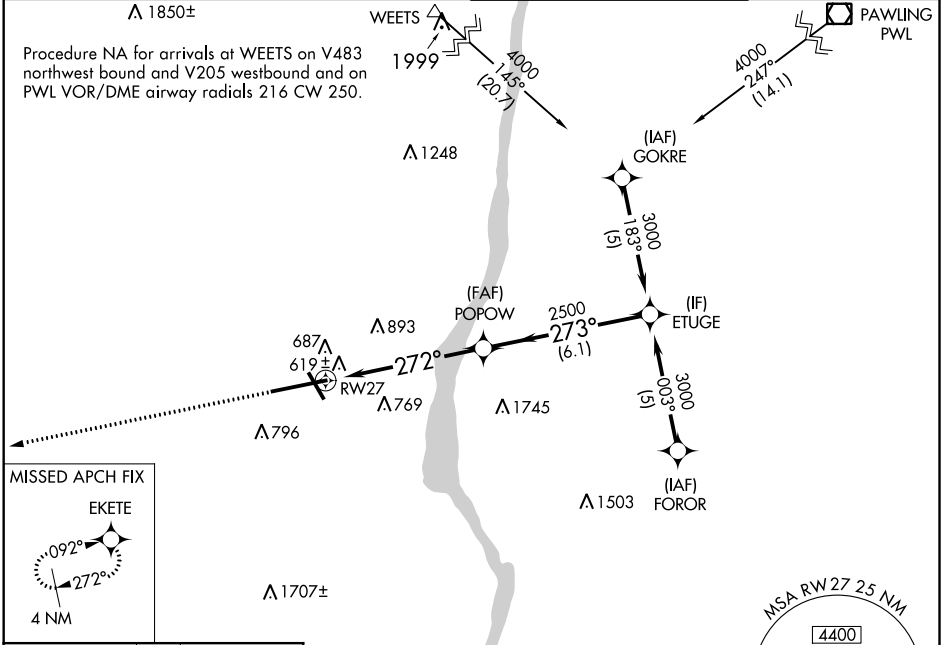 1850±
WEETS
1999
PAWLING
PWL
Procedure NA for arrivals at WEETS on V483
northwest bound and V205 westbound and on
PWL VOR/DME airway radials 216 CW 250.
4000
145°
(20.7)
4000
247°
(14.1)
1248
(IAF)
GOKRE
3000
183°
(5)
(FAF)
POPOW
2500
273°
(6.1)
(IF)
ETUGE
893
687
619±
272°
RW27
769
1745
796
3000
003°
(5)
(IAF)
FOROR
1503
MISSED APCH FIX
EKETE
092°
272°
4 NM
1707±
MSA RW27 25 NM
4400